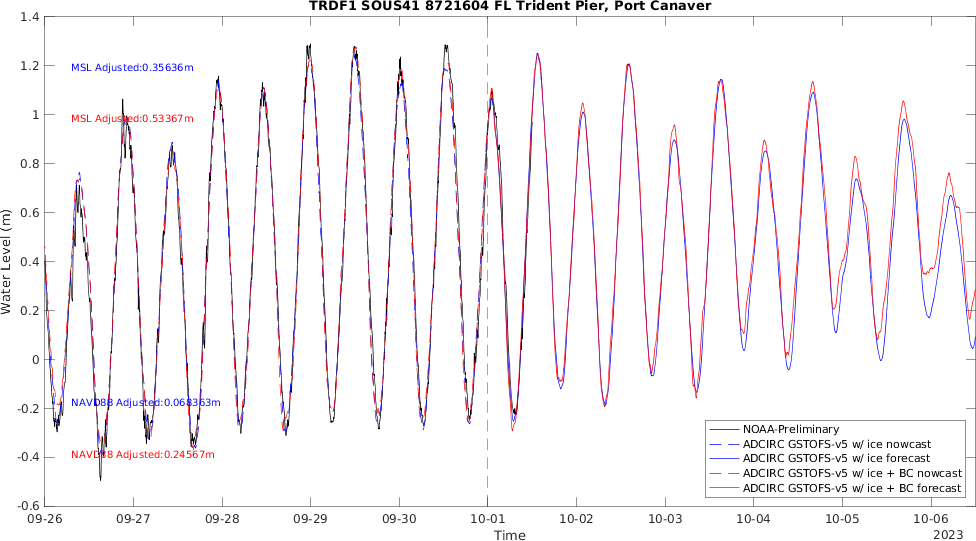 TRDF1 SOUS41 8721604 FL Trident Pier, Port Canaver
1.4
1.2
1
0.8
0.6
0.4
0.2
0
-0.2
-0.4
-0.6
Water Level (m)
MSL Adjusted:0.35636m
MSL Adjusted:0.53367m
NAVD88 Adjusted:0.068363m
NAVD88 Adjusted:0.24567m
NOAA-Preliminary
ADCIRC GSTOFS-v5 w/ ice nowcast
ADCIRC GSTOFS-v5 w/ ice forecast
ADCIRC GSTOFS-v5 w/ ice + BC nowcast
ADCIRC GSTOFS-v5 w/ ice + BC forecast
09-26 09-27 09-28 09-29 09-30 10-01 10-02 10-03 10-04 10-05 10-06
Time
2023